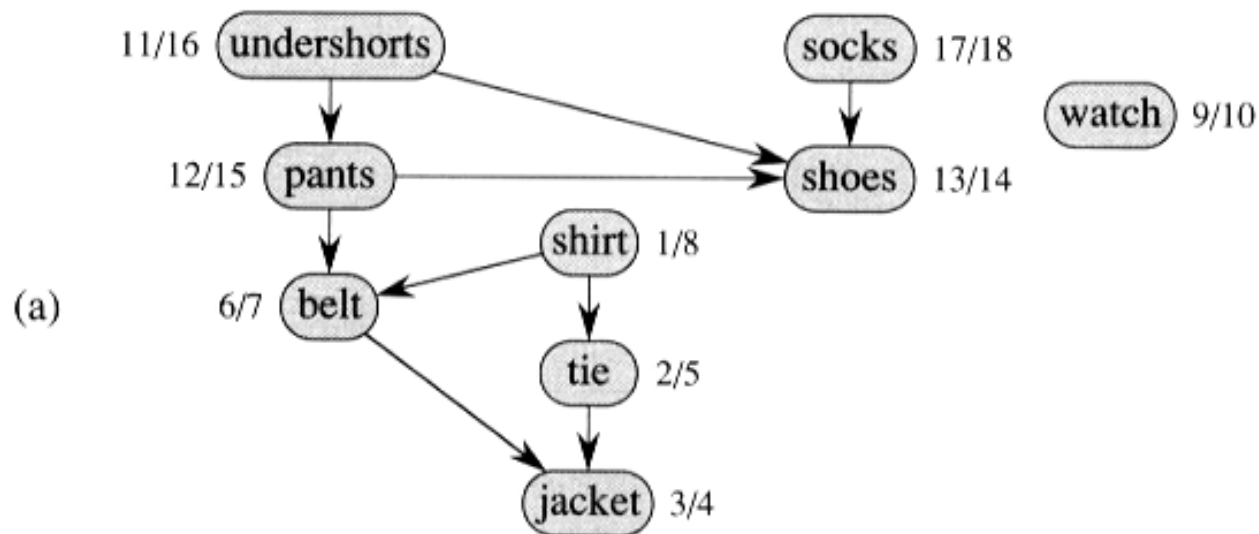 11/16 undershorts socks 17/18
watch 9/10
12/15 pants shoes 13/14
shirt 1/8
(a) 6/7 belt
tie 2/5
jacket 3/4